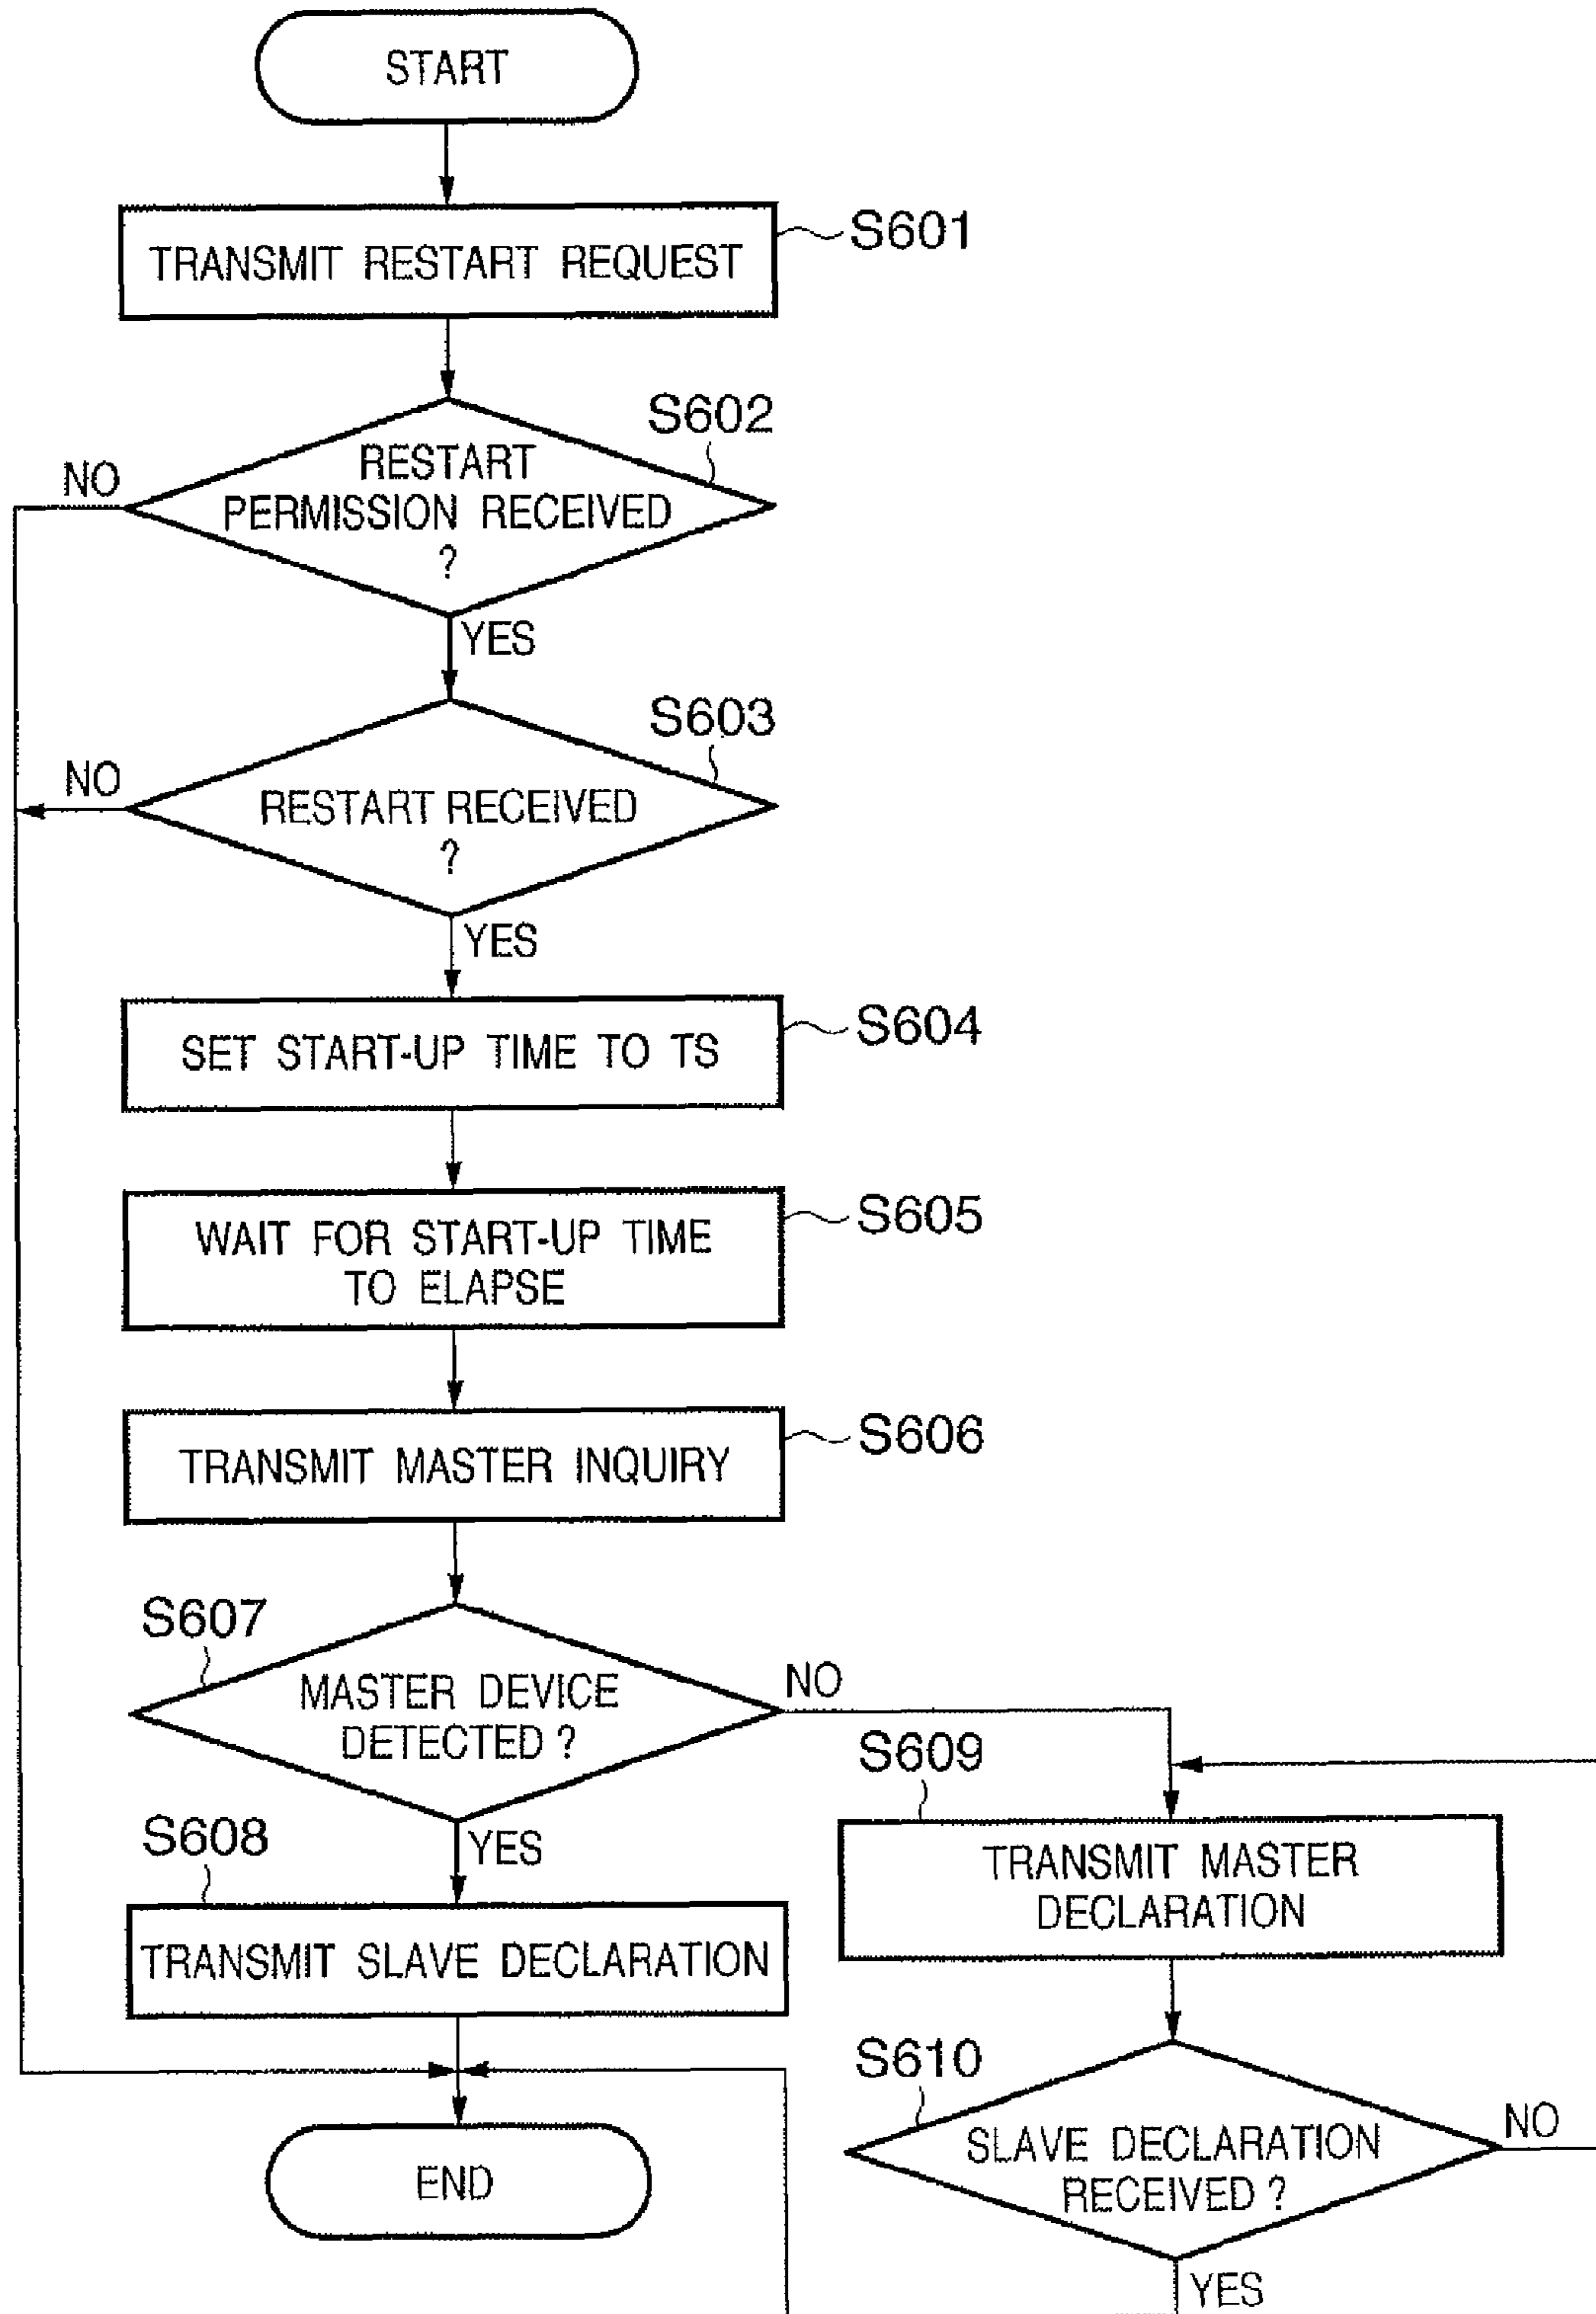 START
TRANSMIT RESTART REQUEST
S601
S602
RESTART
PERMISSION RECEIVED
?
NO
YES
S603
RESTART RECEIVED
?
NO
YES
SET START-UP TIME TO TS
S604
WAIT FOR START-UP TIME
TO ELAPSE
S605
TRANSMIT MASTER INQUIRY
S606
S607
MASTER DEVICE
DETECTED ?
NO
YES
S608
TRANSMIT SLAVE DECLARATION
S609
TRANSMIT MASTER
DECLARATION
S610
SLAVE DECLARATION
RECEIVED ?
NO
YES
END